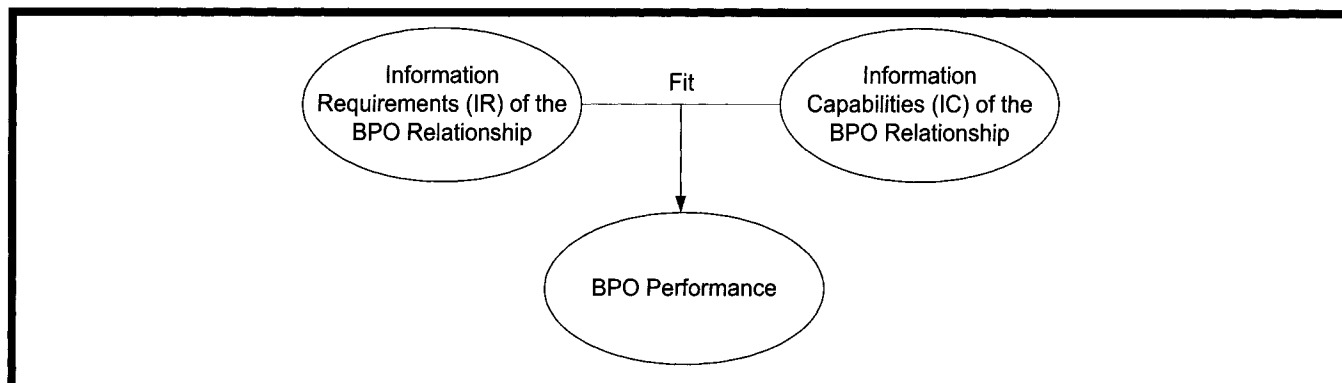 Information
Requirements (IR) of the
BPO Relationship
Fit
Information
Capabilities (IC) of the
BPO Relationship
BPO Performance